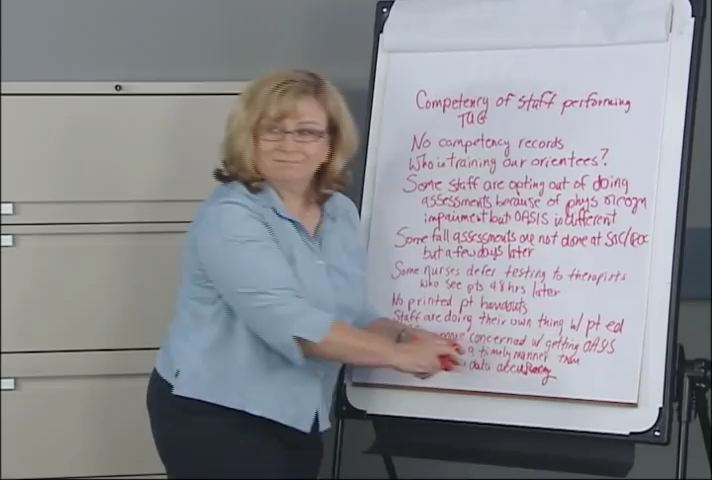 Competency of staff performing
TUG
No competency records
Who is training our orientees?
Some staff are opting out of doing
assessments because of phys or cogn
impairment but OASIS is different
Some fall assessments are not done at SOC/ROC
but a few days later
Some nurses defer testing to therapists
who see pts 48 hrs later
No printed pt handouts
Staff are doing their own thing w/ pt ed
more concerned w/ getting OASIS
a timely manner than
data accuracy